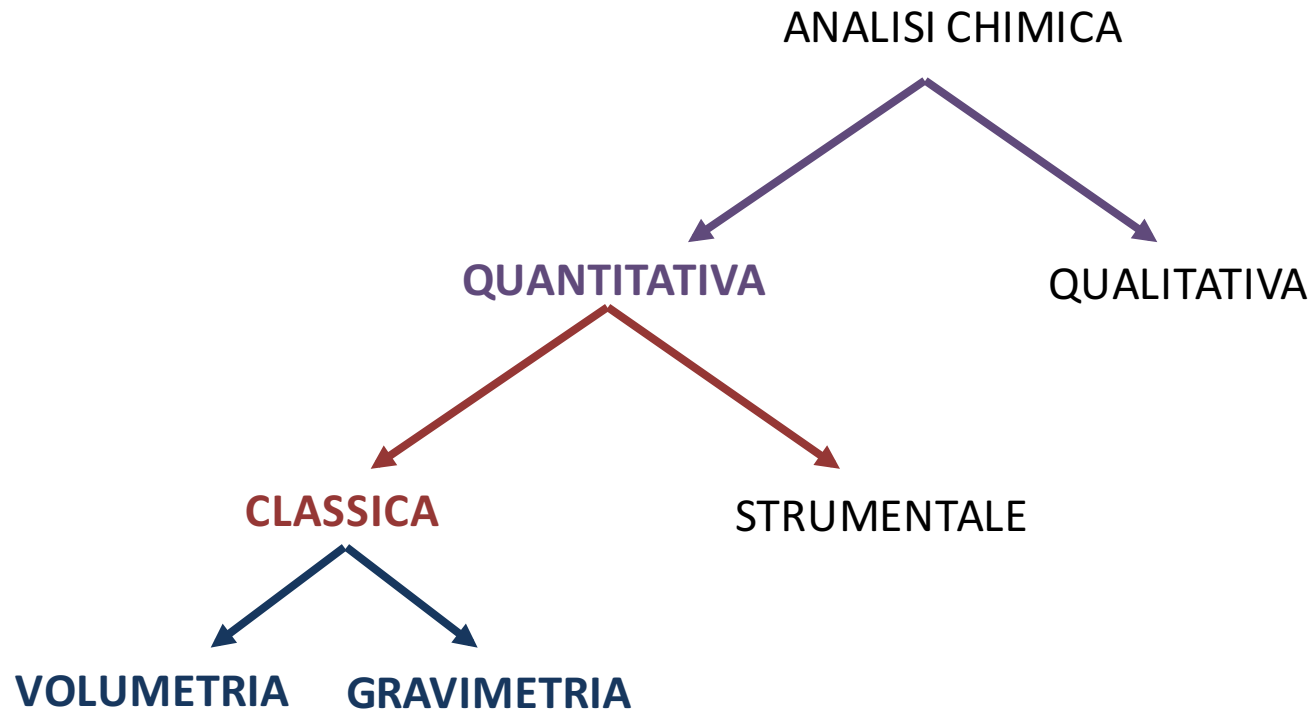 ANALISI CHIMICA
QUANTITATIVA
QUALITATIVA
CLASSICA
STRUMENTALE
VOLUMETRIA
GRAVIMETRIA